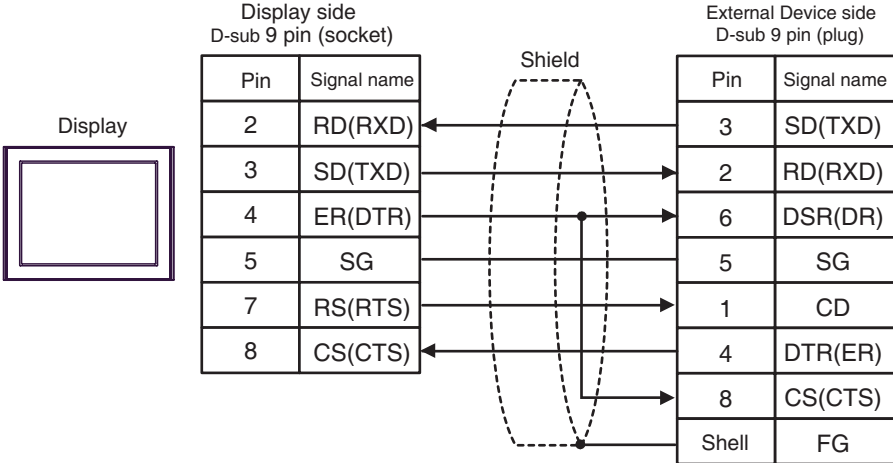 Display side
D-sub 9 pin (socket)
External Device side
D-sub 9 pin (plug)
Shield
Display
Pin Signal name
2 RD(RXD)
3 SD(TXD)
4 ER(DTR)
5 SG
7 RS(RTS)
8 CS(CTS)
Pin Signal name
3 SD(TXD)
2 RD(RXD)
6 DSR(DR)
5 SG
1 CD
4 DTR(ER)
8 CS(CTS)
Shell FG